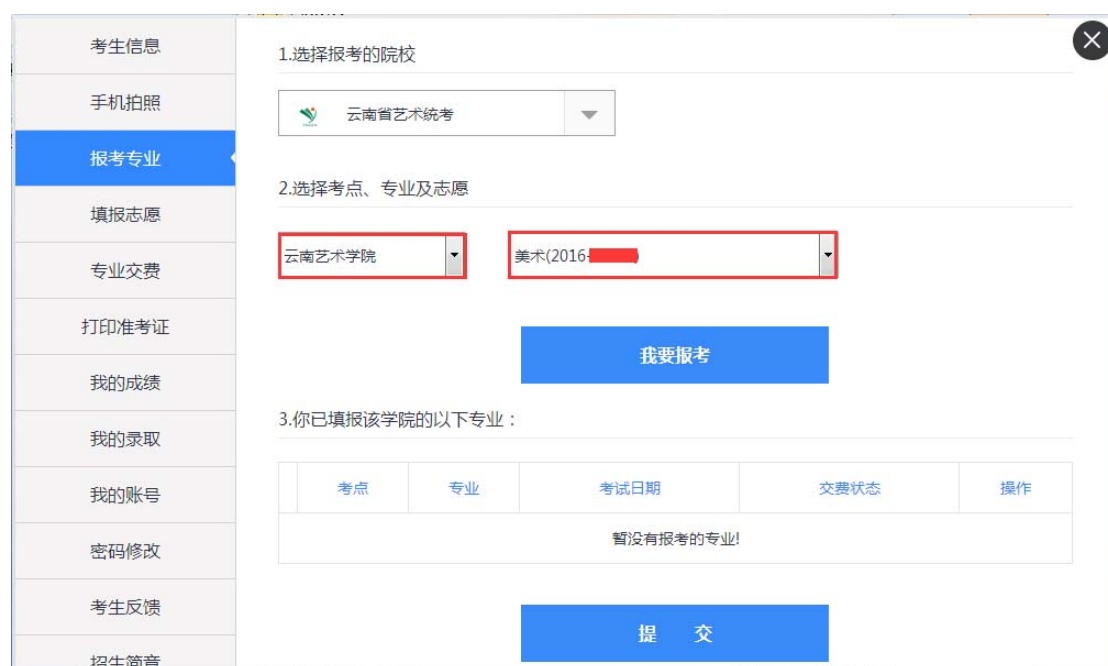 考生信息
手机拍照
报考专业
填报志愿
专业交费
打印准考证
我的成绩
我的录取
我的账号
密码修改
考生反馈
招生简章
1.选择报考的院校
云南省艺术统考
2.选择考点、专业及志愿
云南艺术学院 美术(2016-
我要报考
3.你已填报该学院的以下专业：
考点 专业 考试日期 交费状态 操作
暂没有报考的专业!
提 交